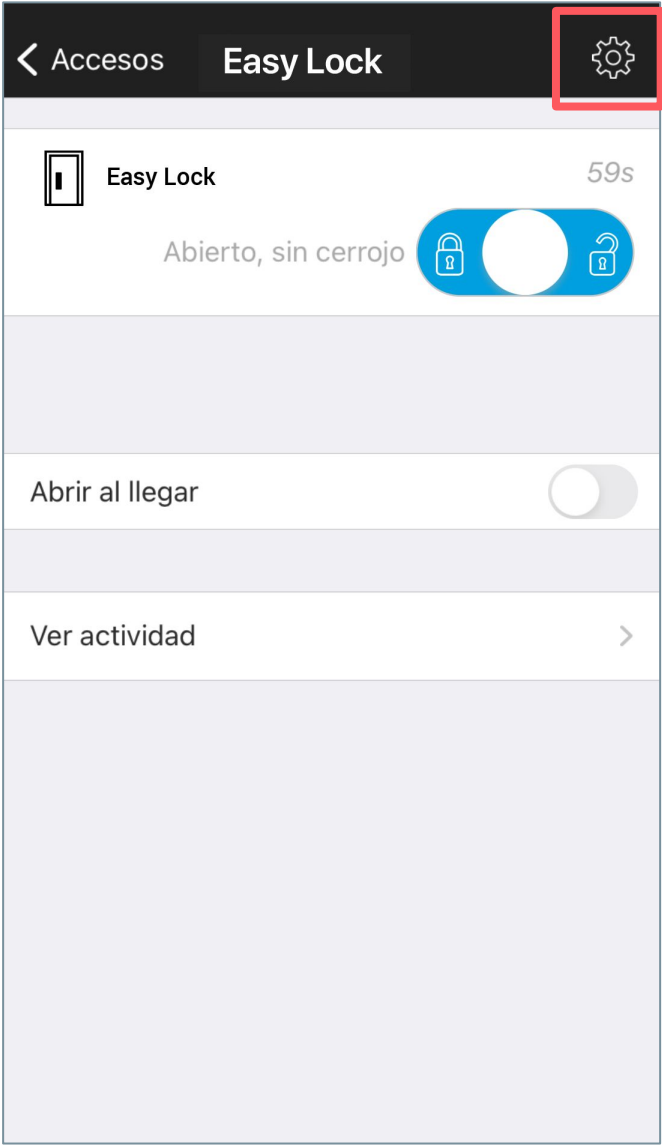 Accesos Easy Lock
Easy Lock 59s
Abierto, sin cerrojo
Abrir al llegar
Ver actividad